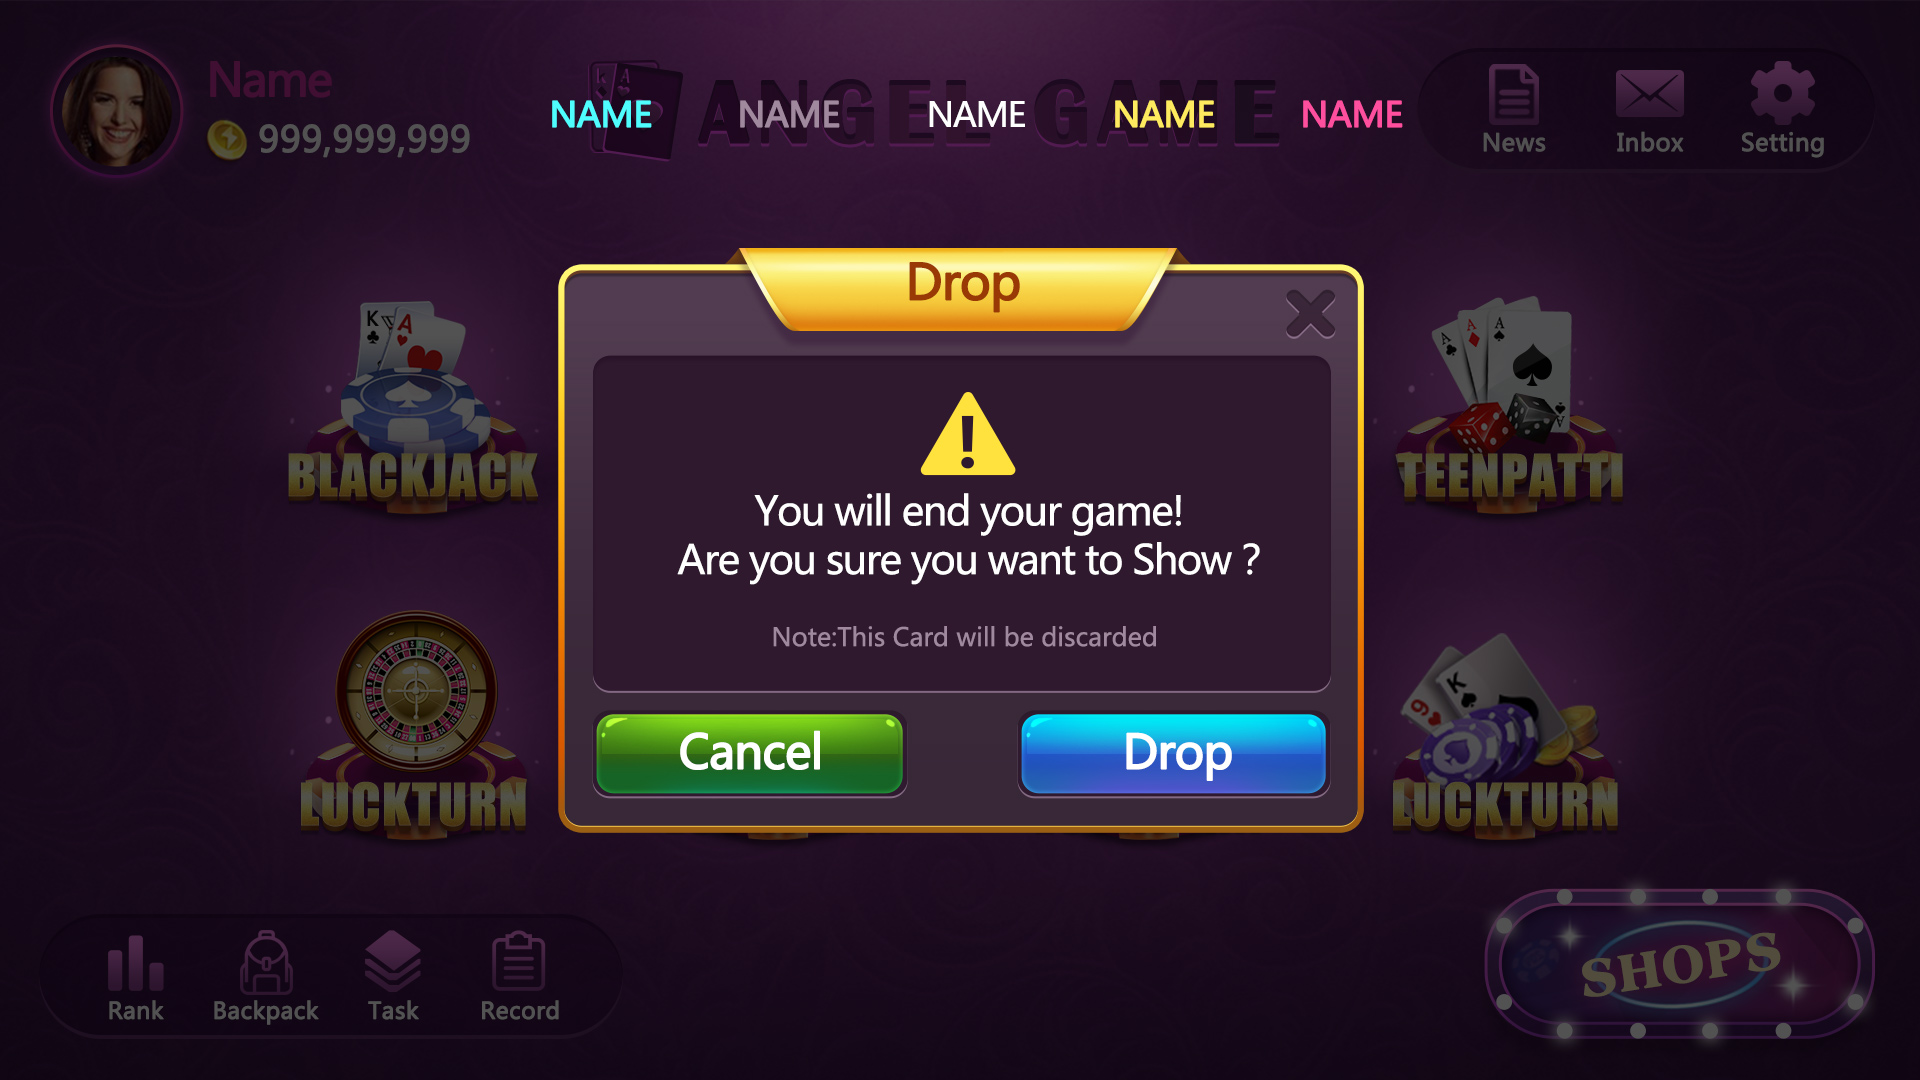 Name
999,999,999
ANGEL GAME
NAME NAME NAME NAME NAME
News Inbox Setting
Drop
You will end your game!
Are you sure you want to Show ?
Note:This Card will be discarded
Cancel Drop
K A
BLACKJACK
A A A
TEENPATTI
LUCKTURN
9 K
LUCKTURN
Rank Backpack Task Record
SHOPS